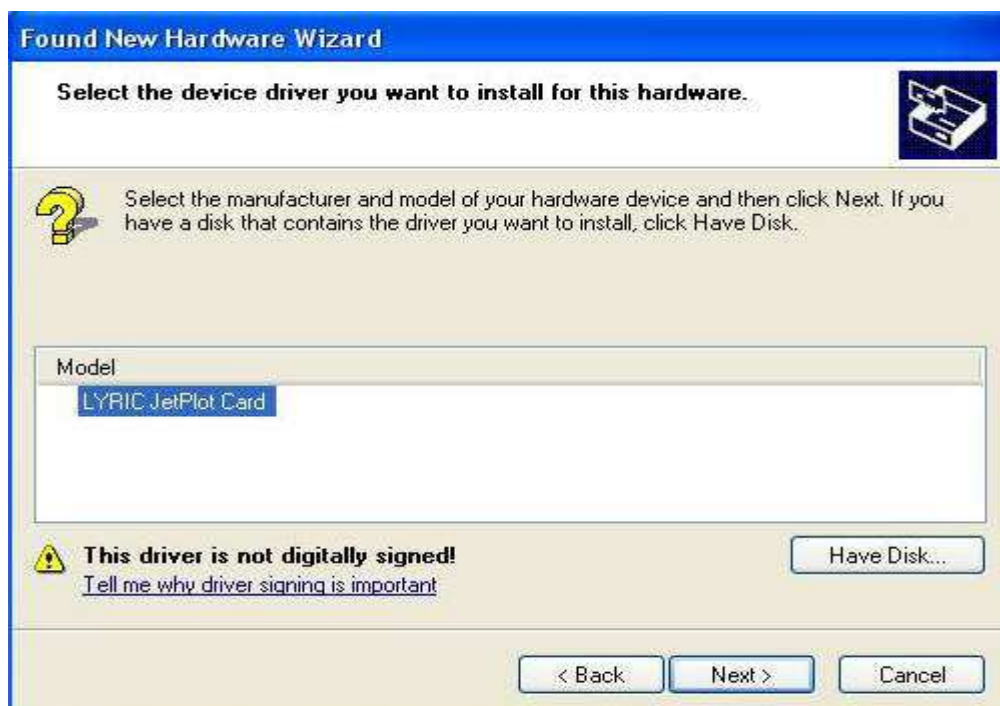 Found New Hardware Wizard
Select the device driver you want to install for this hardware.
Select the manufacturer and model of your hardware device and then click Next. If you
have a disk that contains the driver you want to install, click Have Disk.
Model
LYRIC JetPlot Card
This driver is not digitally signed!
Have Disk...
Tell me why driver signing is important
< Back
Next >
Cancel